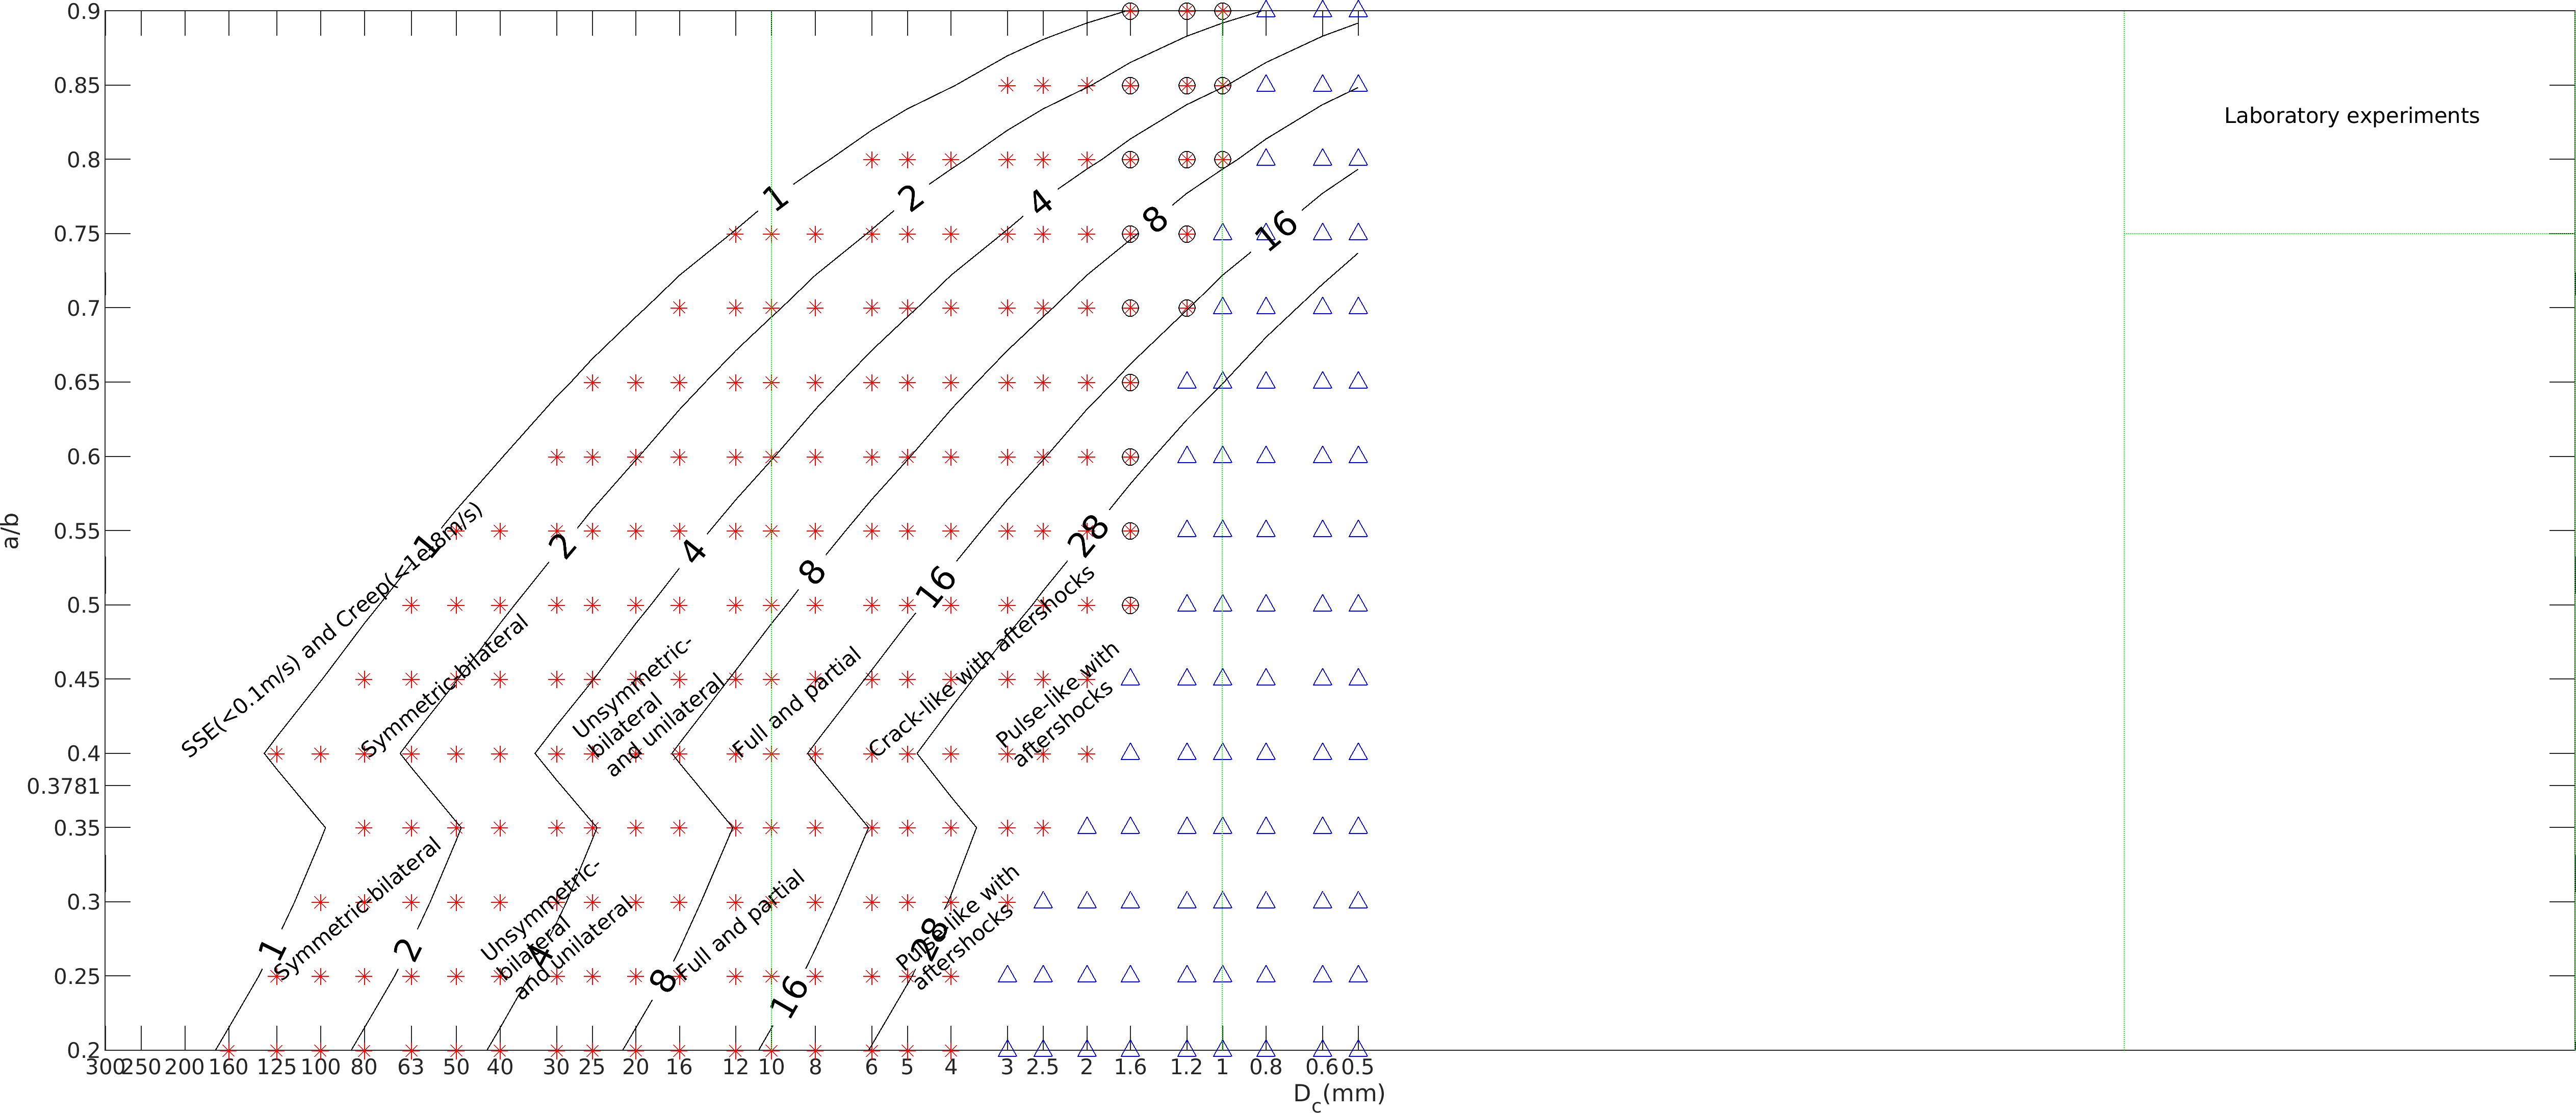 0.9
0.85
Laboratory experiments
0.8
1
2
4
8
16
0.75
0.7
0.65
0.6
a/b
0.55
1
2
4
8
16
28
0.5
SSE(<0.1m/s) and Creep(<1e-8m/s)
Symmetric-bilateral
Unsymmetric-
bilateral
and unilateral
Full and partial
Crack-like with aftershocks
Pulse-like with
aftershocks
0.45
0.4
0.3781
0.35
Symmetric-bilateral
Unsymmetric-
bilateral
and unilateral
Full and partial
Pulse-like with
aftershocks
0.3
1
2
4
8
16
28
0.25
0.2
300 250 200 160 125 100 80 63 50 40 30 25 20 16 12 10 8 6 5 4 3 2.5 2 1.6 1.2 1 0.8 0.6 0.5
Dc(mm)